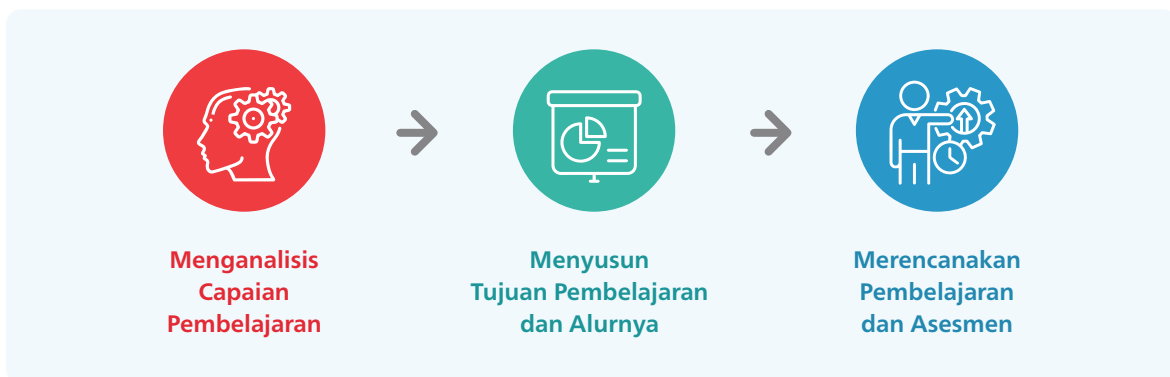 Menganalisis
Capaian
Pembelajaran
Menyusun
Tujuan Pembelajaran
dan Alurnya
Merencanakan
Pembelajaran
dan Asesmen